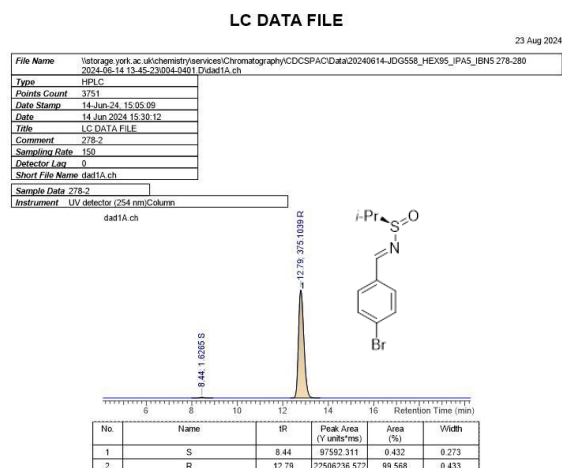 LC DATA FILE
23 Aug 2024
File Name \\storage.york.ac.uk\chemistry\services\Chromatography\CDCSPAC\Data\20240614-JDG558_HEX95_IPA5_IBN5 278-280
2024-06-14 13-45-23\004-0401.D\dad1A.ch
Type HPLC
Points Count 3751
Date Stamp 14-Jun-24, 15:05:09
Date 14 Jun 2024 15:30:12
Title LC DATA FILE
Comment 278-2
Sampling Rate 150
Detector Lag 0
Short File Name dad1A.ch
Sample Data 278-2
Instrument UV detector (254 nm)Column
dad1A.ch
8.44; 1.6265 S
12.79; 375.1039 R
i-Pr
S
O
N
Br
6 8 10 12 14 16 Retention Time (min)
No. Name tR Peak Area (Y units*ms) Area (%) Width
1 S 8.44 97592.311 0.432 0.273
2 R 12.79 22506236.572 99.568 0.433